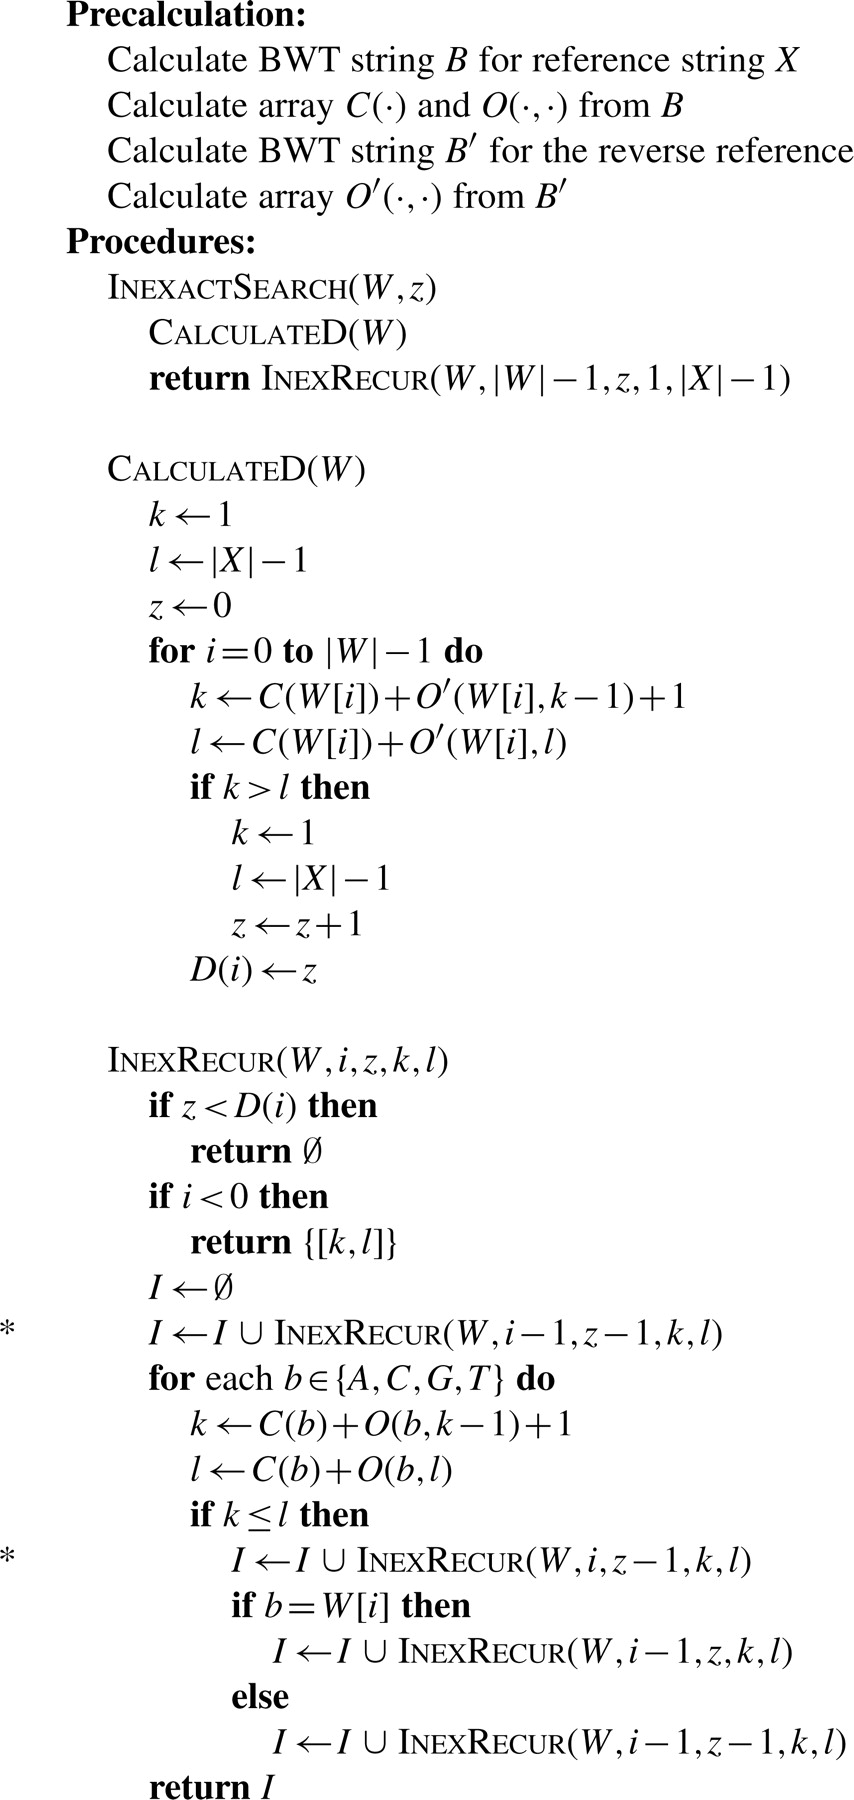 Precalculation:
Calculate BWT string B for reference string X
Calculate array C(·) and O(·,·) from B
Calculate BWT string B′ for the reverse reference
Calculate array O′(·,·) from B′
Procedures:
INEXACTSEARCH(W,z)
CALCULATED(W)
return INEXRECUR(W,|W|−1,z,1,|X|−1)
CALCULATED(W)
k←1
l←|X|−1
z←0
for i=0 to |W|−1 do
k←C(W[i])+O′(W[i],k−1)+1
l←C(W[i])+O′(W[i],l)
if k>l then
k←1
l←|X|−1
z←z+1
D(i)←z
INEXRECUR(W,i,z,k,l)
if z<D(i) then
return ∅
if i<0 then
return {[k,l]}
I←∅
* I←I ∪ INEXRECUR(W,i−1,z−1,k,l)
for each b∈{A,C,G,T} do
k←C(b)+O(b,k−1)+1
l←C(b)+O(b,l)
if k≤l then
* I←I ∪ INEXRECUR(W,i,z−1,k,l)
if b=W[i] then
I←I ∪ INEXRECUR(W,i−1,z,k,l)
else
I←I ∪ INEXRECUR(W,i−1,z−1,k,l)
return I